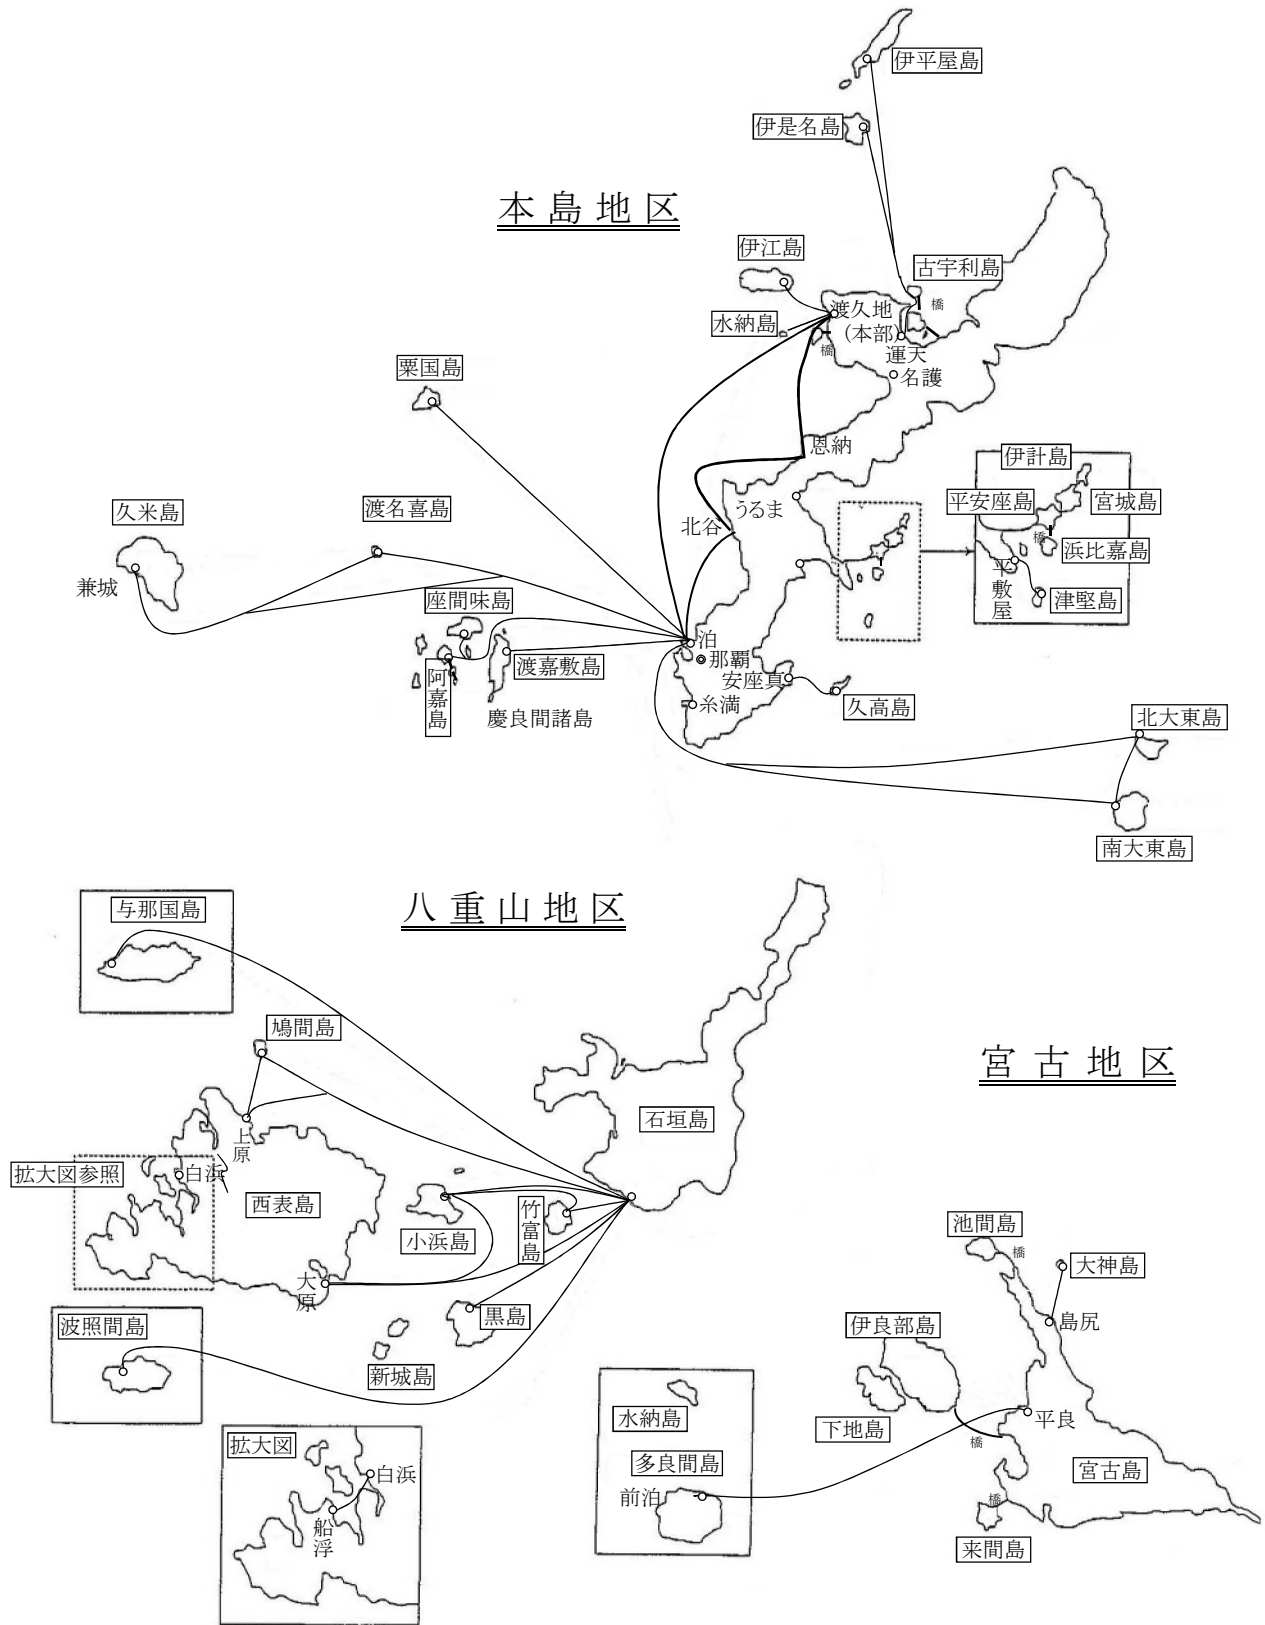 伊平屋島
伊是名島
本島地区
伊江島
古宇利島
橋
水納島
渡久地
(本部)
橋
運天
名護
粟国島
恩納
伊計島
平安座島
宮城島
橋
浜比嘉島
平敷屋
津堅島
うるま
北谷
久米島
渡名喜島
兼城
座間味島
泊
那覇
渡嘉敷島
阿嘉島
安座真
久高島
糸満
慶良間諸島
北大東島
南大東島
八重山地区
与那国島
鳩間島
石垣島
上原
拡大図参照
白浜
西表島
小浜島
竹富島
大原
黒島
新城島
波照間島
拡大図
白浜
船浮
宮古地区
池間島
橋
大神島
島尻
伊良部島
下地島
橋
平良
宮古島
水納島
多良間島
前泊
橋
来間島